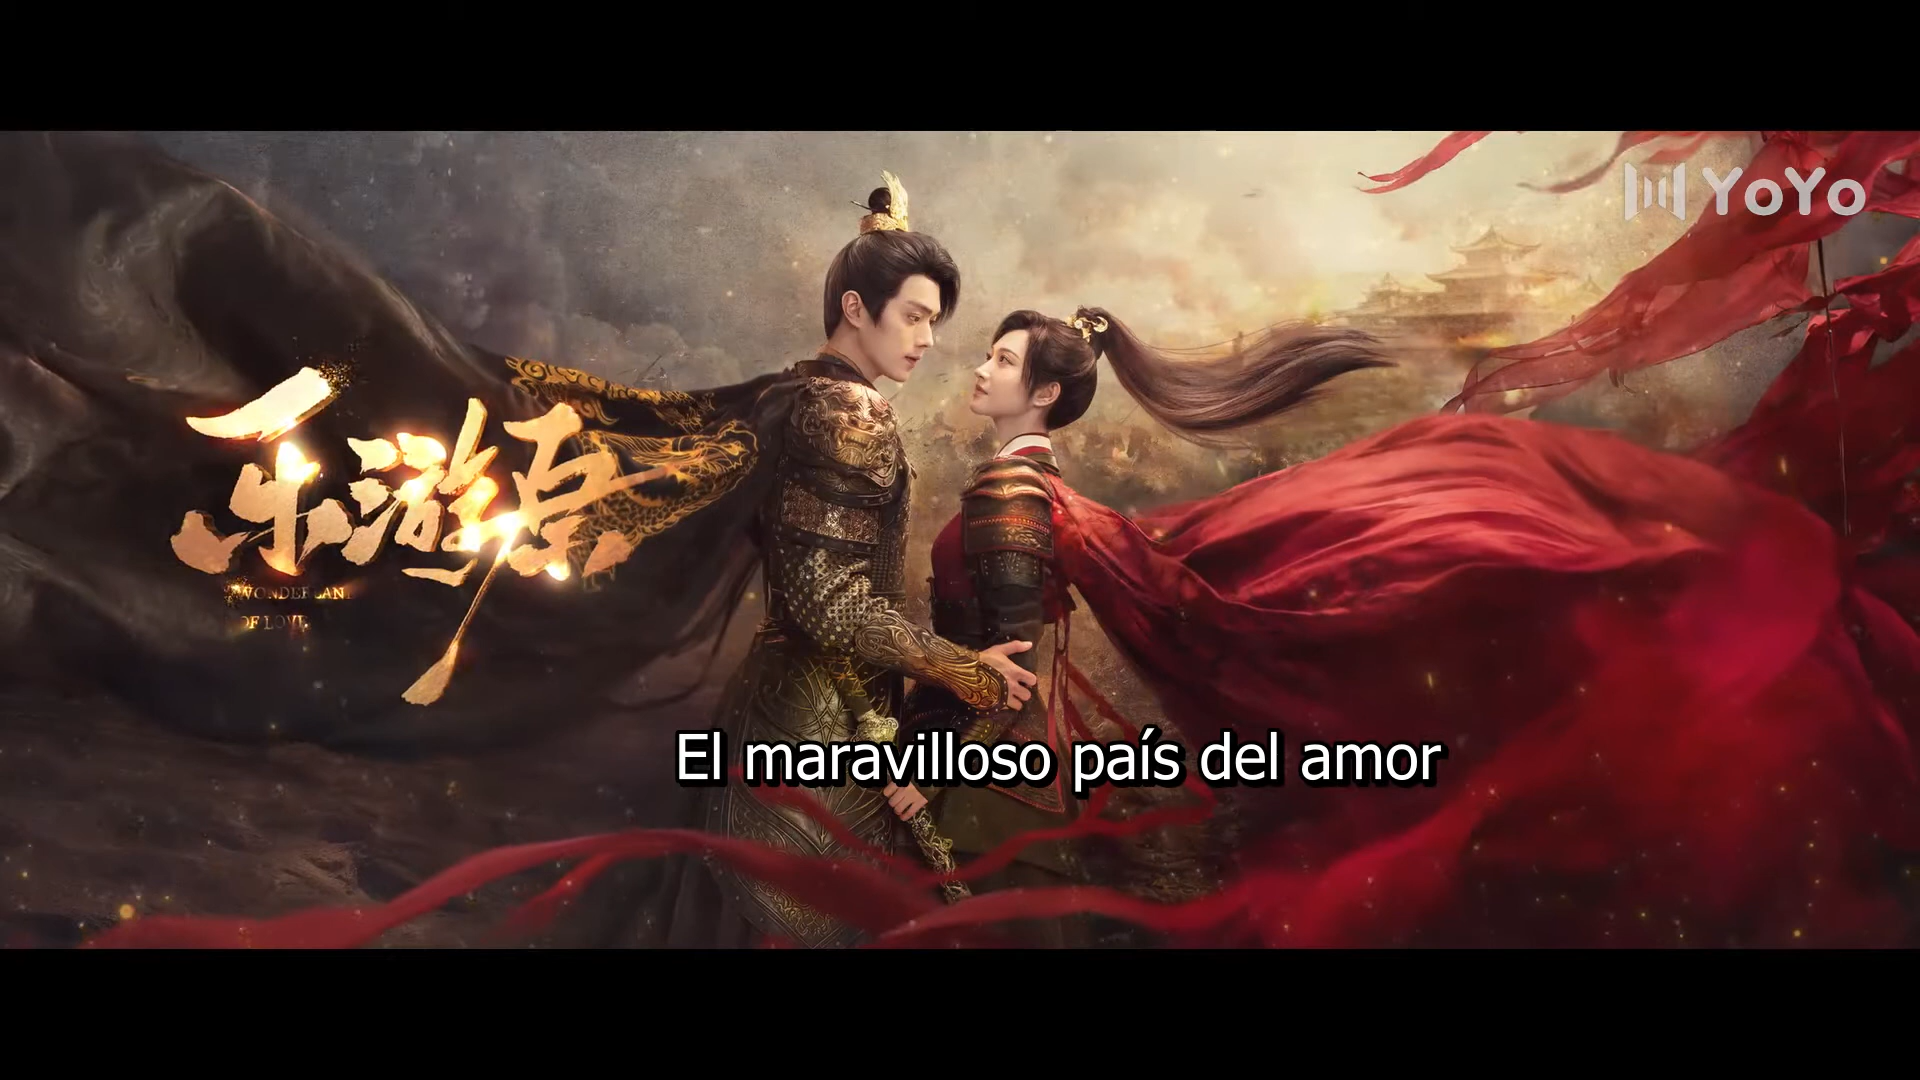 YoYo
乐游原
WONDERLAND
OF LOVE
El maravilloso país del amor